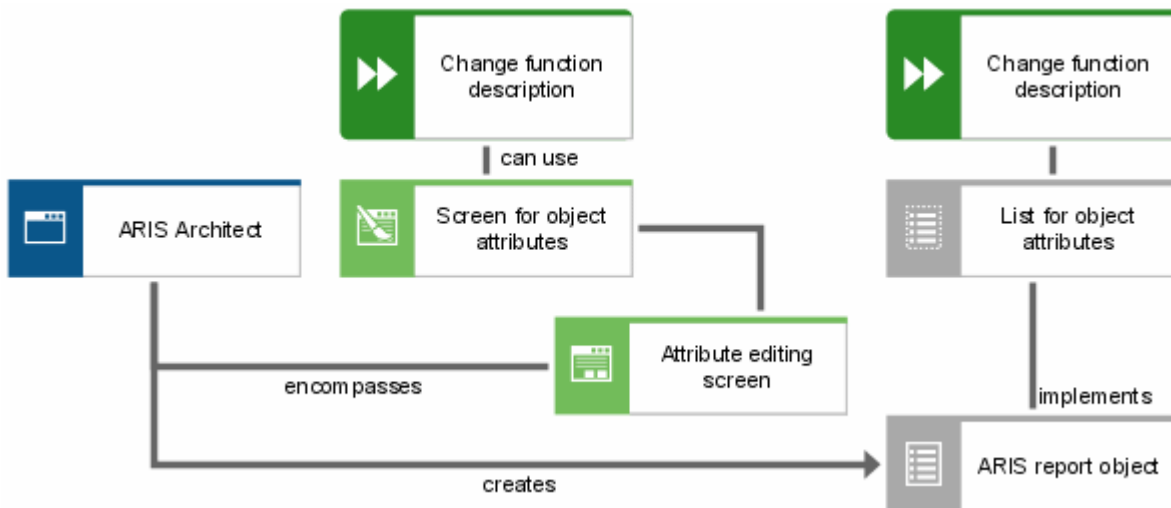 Change function
description
Change function
description
can use
ARIS Architect
Screen for object
attributes
List for object
attributes
Attribute editing
screen
encompasses
implements
ARIS report object
creates